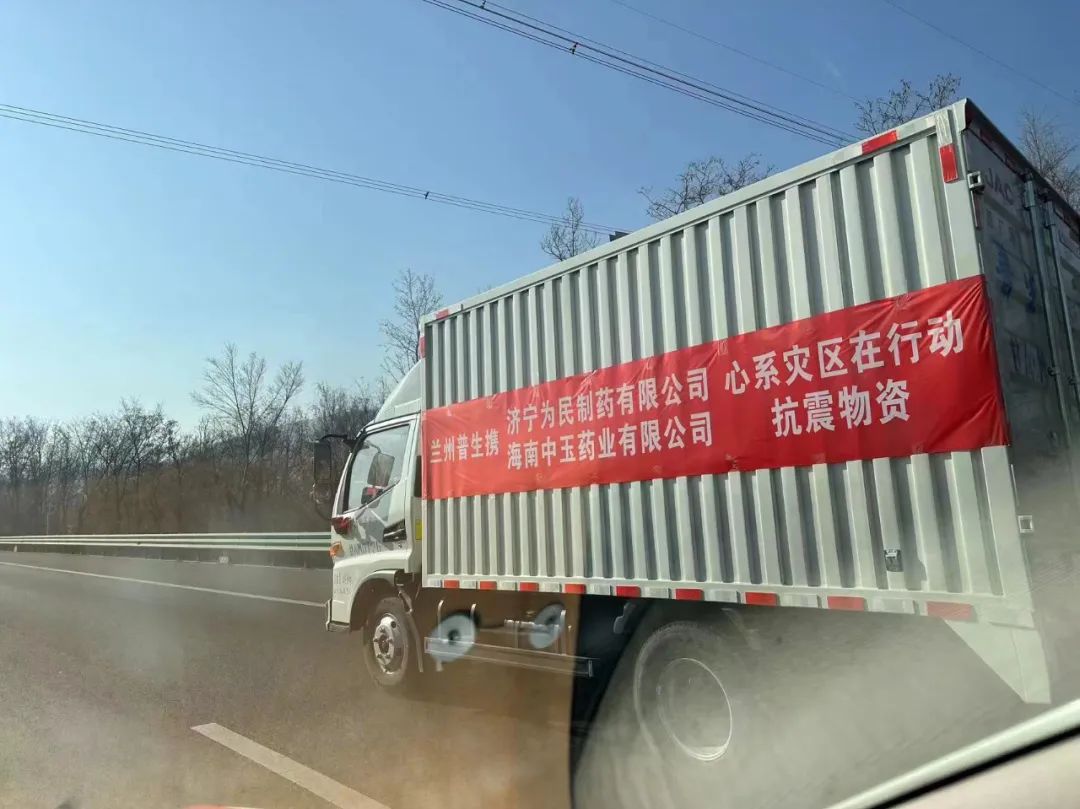 兰州普生携
济宁为民制药有限公司
海南中玉药业有限公司
心系灾区在行动
抗震物资
JAC